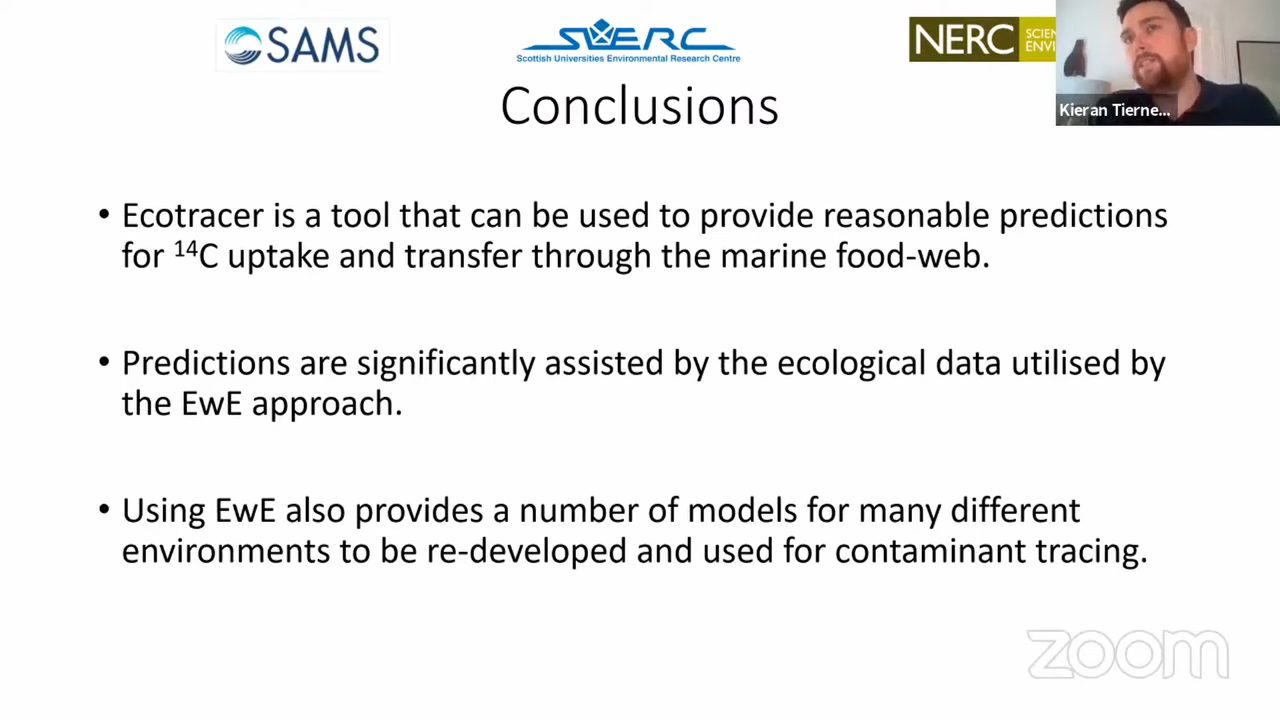 SAMS
SUERC
Scottish Universities Environmental Research Centre
NERC
SCIEN
ENVI
Kieran Tierne...
Conclusions
• Ecotracer is a tool that can be used to provide reasonable predictions
for ¹⁴C uptake and transfer through the marine food-web.
• Predictions are significantly assisted by the ecological data utilised by
the EwE approach.
• Using EwE also provides a number of models for many different
environments to be re-developed and used for contaminant tracing.
zoom